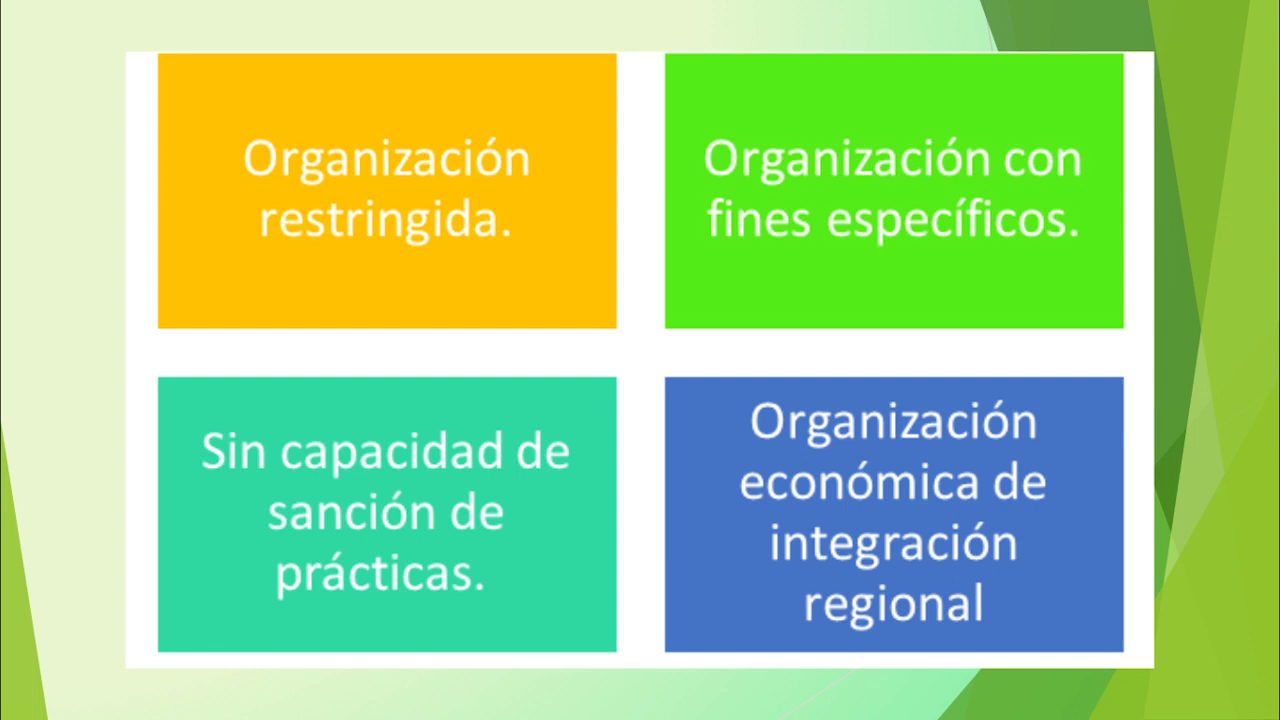 Organización
restringida.
Organización con
fines específicos.
Sin capacidad de
sanción de
prácticas.
Organización
económica de
integración
regional